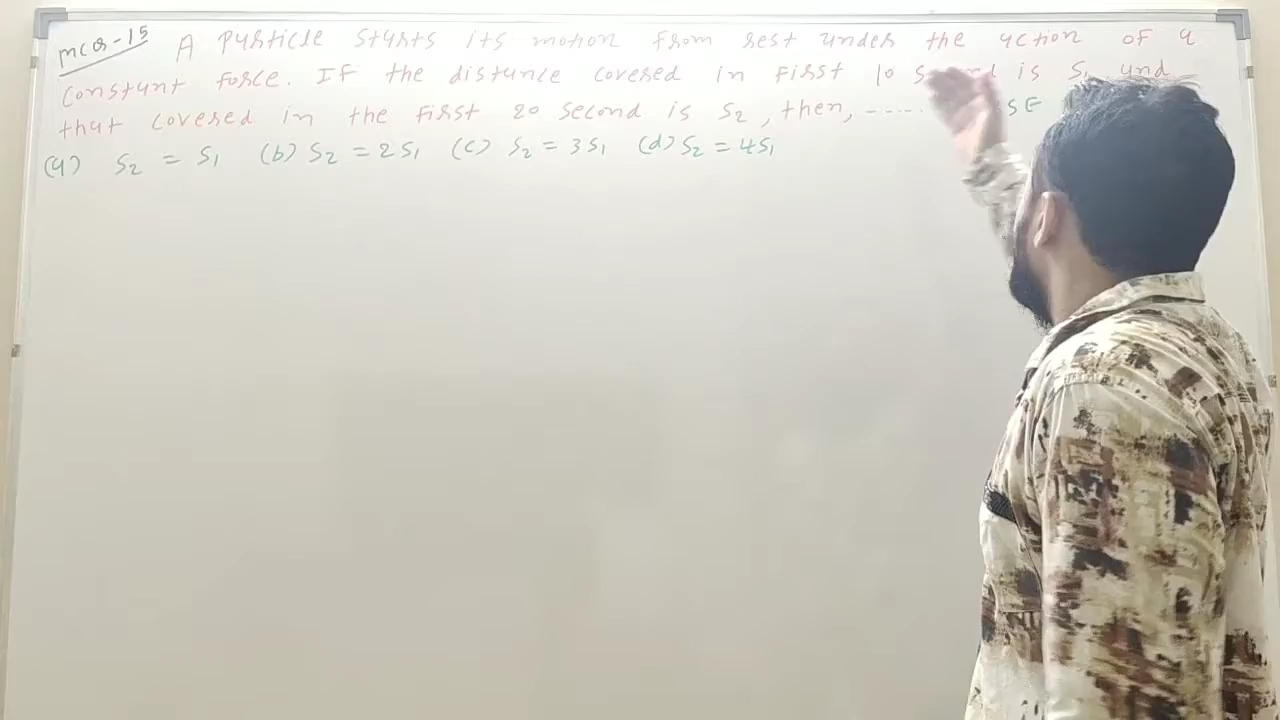 MCQ-15 A particle starts its motion from rest under the action of a
constant force. If the distance covered in first 10 is S1 and
that covered in the first 20 second is S2, then, ......
(a) S2 = S1 (b) S2 = 2S1 (c) S2 = 3S1 (d) S2 = 4S1